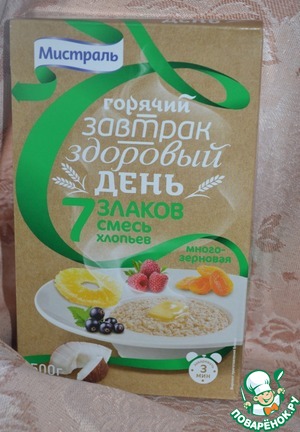 Мистраль
горячий
завтрак
здоровый
день
7 злаков
смесь
хлопьев
много-
зерновая
500г
3
мин
ПОВАРЁНОК.РУ